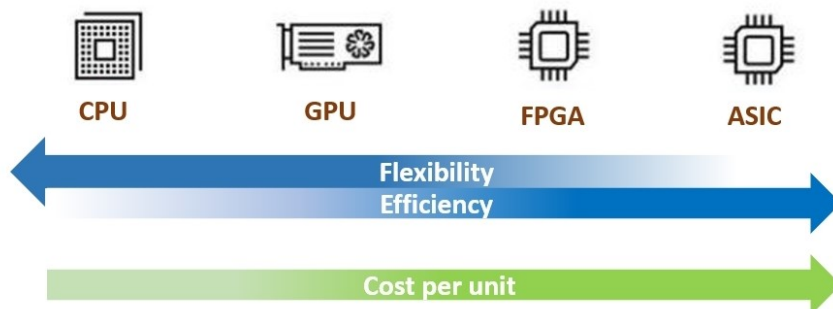 CPU GPU FPGA ASIC
Flexibility
Efficiency
Cost per unit